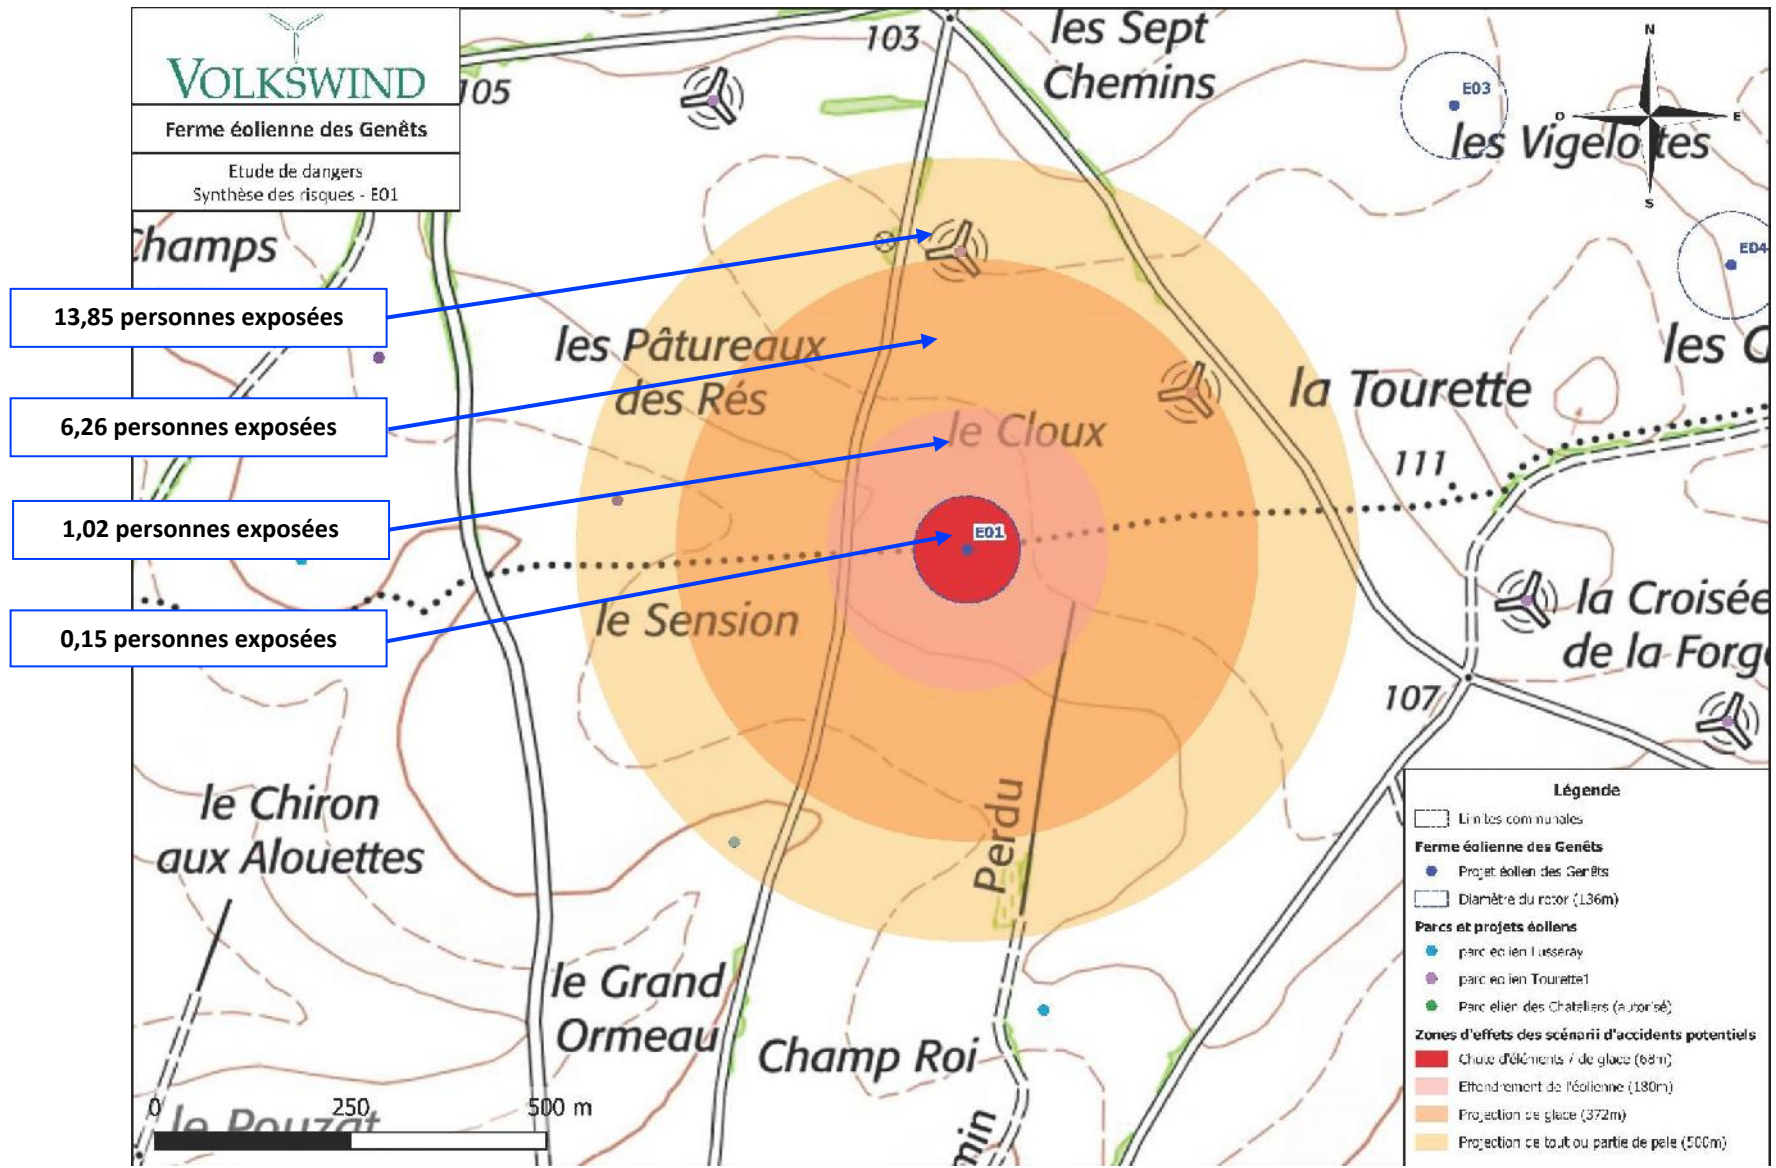 VOLKSWIND
Ferme éolienne des Genêts
Etude de dangers
Synthèse des risques - E01
105
103
les Sept
Chemins
E03
les Vigelottes
N
O
E
S
E04
Champs
13,85 personnes exposées
les Pâtureaux
des Rés
6,26 personnes exposées
le Cloux
la Tourette
les G
111
1,02 personnes exposées
E01
0,15 personnes exposées
le Sension
la Croisée
de la Forge
107
le Chiron
aux Alouettes
Perdu
le Grand
Ormeau
Champ Roi
min
0 250 500 m
le Pouzat
Légende
Limites communales
Ferme éolienne des Genêts
Projet éolien des Genêts
Diamètre du rotor (136m)
Parcs et projets éoliens
parc eolien Lusseray
parc eolien Tourette1
Parc elien des Chateliers (autorisé)
Zones d'effets des scénarii d'accidents potentiels
Chute d'éléments / de glace (68m)
Effondrement de l'éolienne (180m)
Projection de glace (372m)
Projection de tout ou partie de pale (500m)